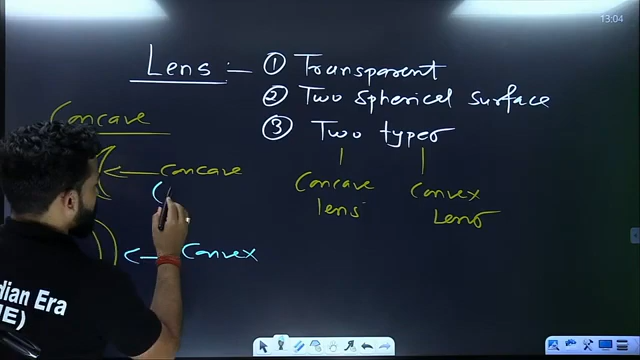 13:04
Lens :— ① Transparent
② Two Spherical surface
③ Two types
Concave lens
Convex Lens
Concave
← concave
(
← Convex
dian Era
IE)